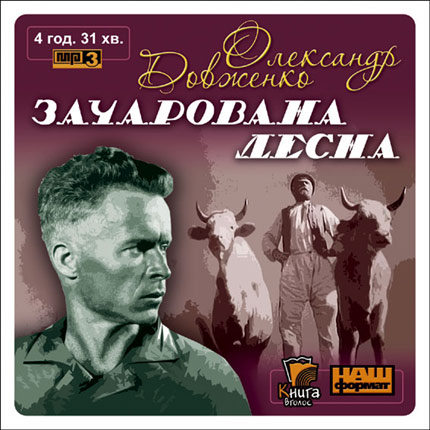 4 год. 31 хв.
mp3
Олександр
Довженко
ЗАЧАРОВАНА
ДЕСНА
Книга
вголос
НАШ
формат